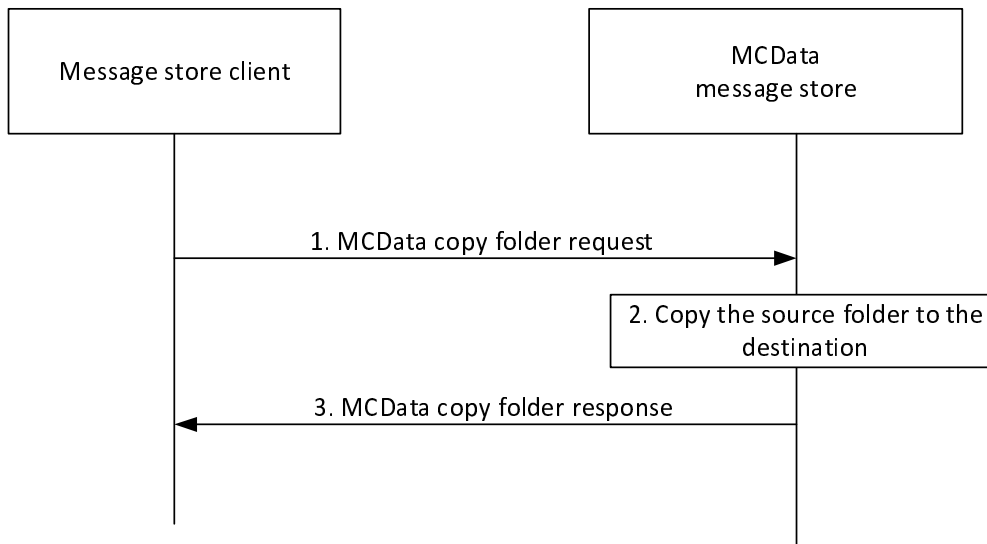 Message store client
MCData
message store
1. MCData copy folder request
2. Copy the source folder to the
destination
3. MCData copy folder response